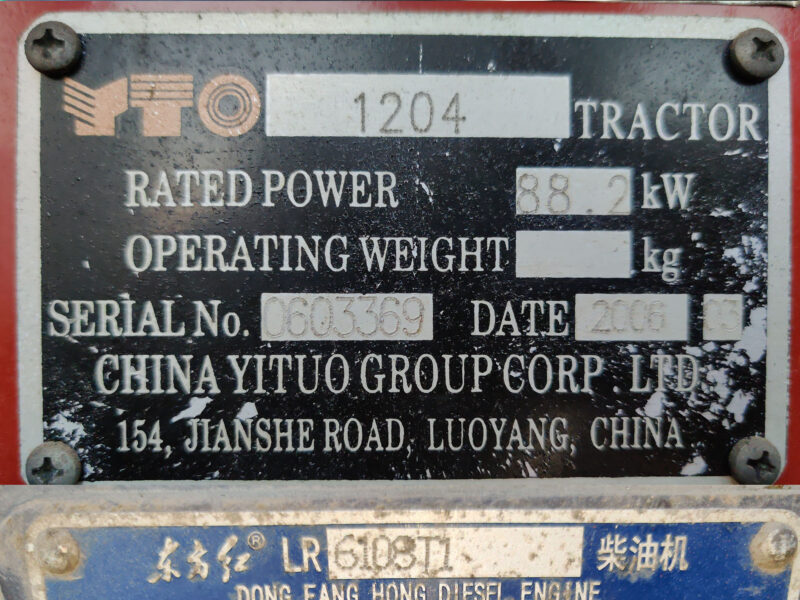 YTO 1204 TRACTOR
RATED POWER 88.2 kW
OPERATING WEIGHT kg
SERIAL No. 0603369 DATE 2006 03
CHINA YITUO GROUP CORP. LTD
154, JIANSHE ROAD, LUOYANG, CHINA
东方红® LR 6108T1 柴油机
DONG FANG HONG DIESEL ENGINE